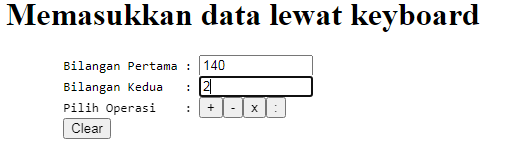 Memasukkan data lewat keyboard
Bilangan Pertama : 140
Bilangan Kedua : 2
Pilih Operasi : + - x :
Clear